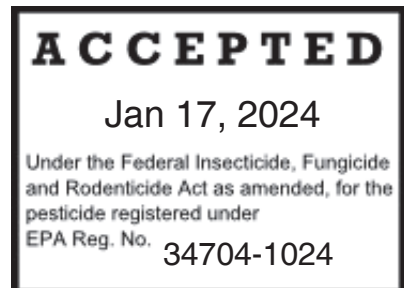 ACCEPTED
Jan 17, 2024
Under the Federal Insecticide, Fungicide
and Rodenticide Act as amended, for the
pesticide registered under
EPA Reg. No. 34704-1024